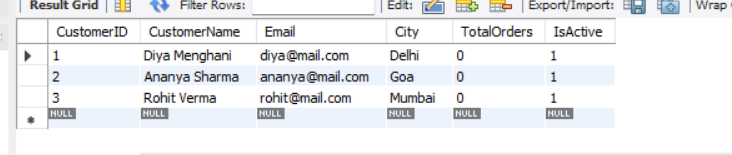 Result Grid Filter Rows: Edit: Export/Import: Wrap
CustomerID CustomerName Email City TotalOrders IsActive
1 Diya Menghani diya@mail.com Delhi 0 1
2 Ananya Sharma ananya@mail.com Goa 0 1
3 Rohit Verma rohit@mail.com Mumbai 0 1
NULL NULL NULL NULL NULL NULL